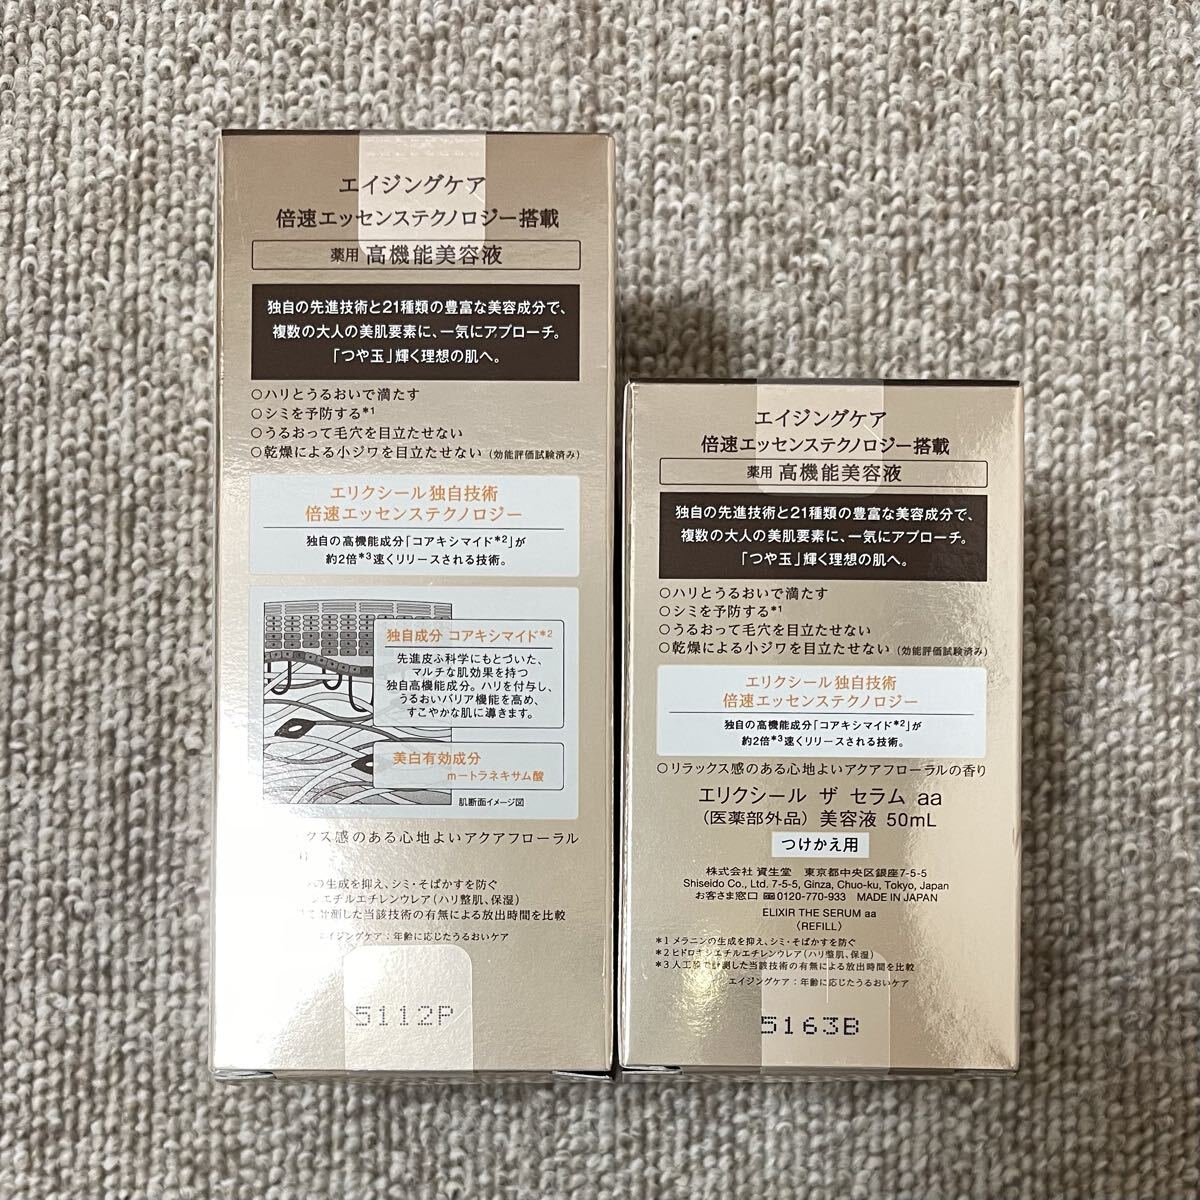 エイジングケア
倍速エッセンステクノロジー搭載
薬用 高機能美容液
独自の先進技術と21種類の豊富な美容成分で、
複数の大人の美肌要素に、一気にアプローチ。
「つや玉」輝く理想の肌へ。
○ハリとうるおいで満たす
○シミを予防する*1
○うるおって毛穴を目立たせない
○乾燥による小ジワを目立たせない（効能評価試験済み）
エリクシール独自技術
倍速エッセンステクノロジー
独自の高機能成分「コアキシマイド*2」が
約2倍*3速くリリースされる技術。
独自成分 コアキシマイド*2
先進皮ふ科学にもとづいた、
マルチな肌効果を持つ
独自高機能成分。ハリを付与し、
うるおいバリア機能を高め、
すこやかな肌に導きます。
美白有効成分
m－トラネキサム酸
肌断面イメージ図
クス感のある心地よいアクアフローラル
り
の生成を抑え、シミ・そばかすを防ぐ
シエチルエチレンウレア（ハリ整肌、保湿）
計測した当該技術の有無による放出時間を比較
エイジングケア：年齢に応じたうるおいケア
5112P
エイジングケア
倍速エッセンステクノロジー搭載
薬用 高機能美容液
独自の先進技術と21種類の豊富な美容成分で、
複数の大人の美肌要素に、一気にアプローチ。
「つや玉」輝く理想の肌へ。
○ハリとうるおいで満たす
○シミを予防する*1
○うるおって毛穴を目立たせない
○乾燥による小ジワを目立たせない（効能評価試験済み）
エリクシール独自技術
倍速エッセンステクノロジー
独自の高機能成分「コアキシマイド*2」が
約2倍*3速くリリースされる技術。
○リラックス感のある心地よいアクアフローラルの香り
エリクシール ザ セラム aa
（医薬部外品）美容液 50mL
つけかえ用
株式会社 資生堂　東京都中央区銀座7-5-5
Shiseido Co., Ltd. 7-5-5, Ginza, Chuo-ku, Tokyo, Japan
お客さま窓口 0120-770-933 MADE IN JAPAN
ELIXIR THE SERUM aa
〈REFILL〉
*1 メラニンの生成を抑え、シミ・そばかすを防ぐ
*2 ヒドロキシエチルエチレンウレア（ハリ整肌、保湿）
*3 人工膜で計測した当該技術の有無による放出時間を比較
エイジングケア：年齢に応じたうるおいケア
5163B